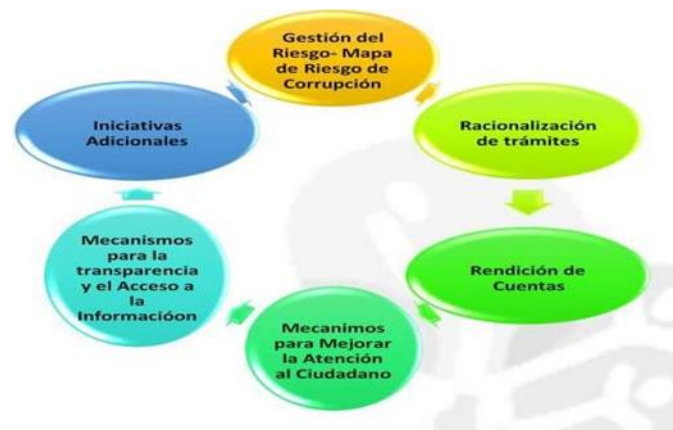 Gestión del
Riesgo- Mapa
de Riesgo de
Corrupción
Racionalización
de trámites
Rendición de
Cuentas
Mecanimos
para Mejorar
la Atención
al Ciudadano
Mecanismos
para la
transparencia
y el Acceso a
la
Informacióon
Iniciativas
Adicionales